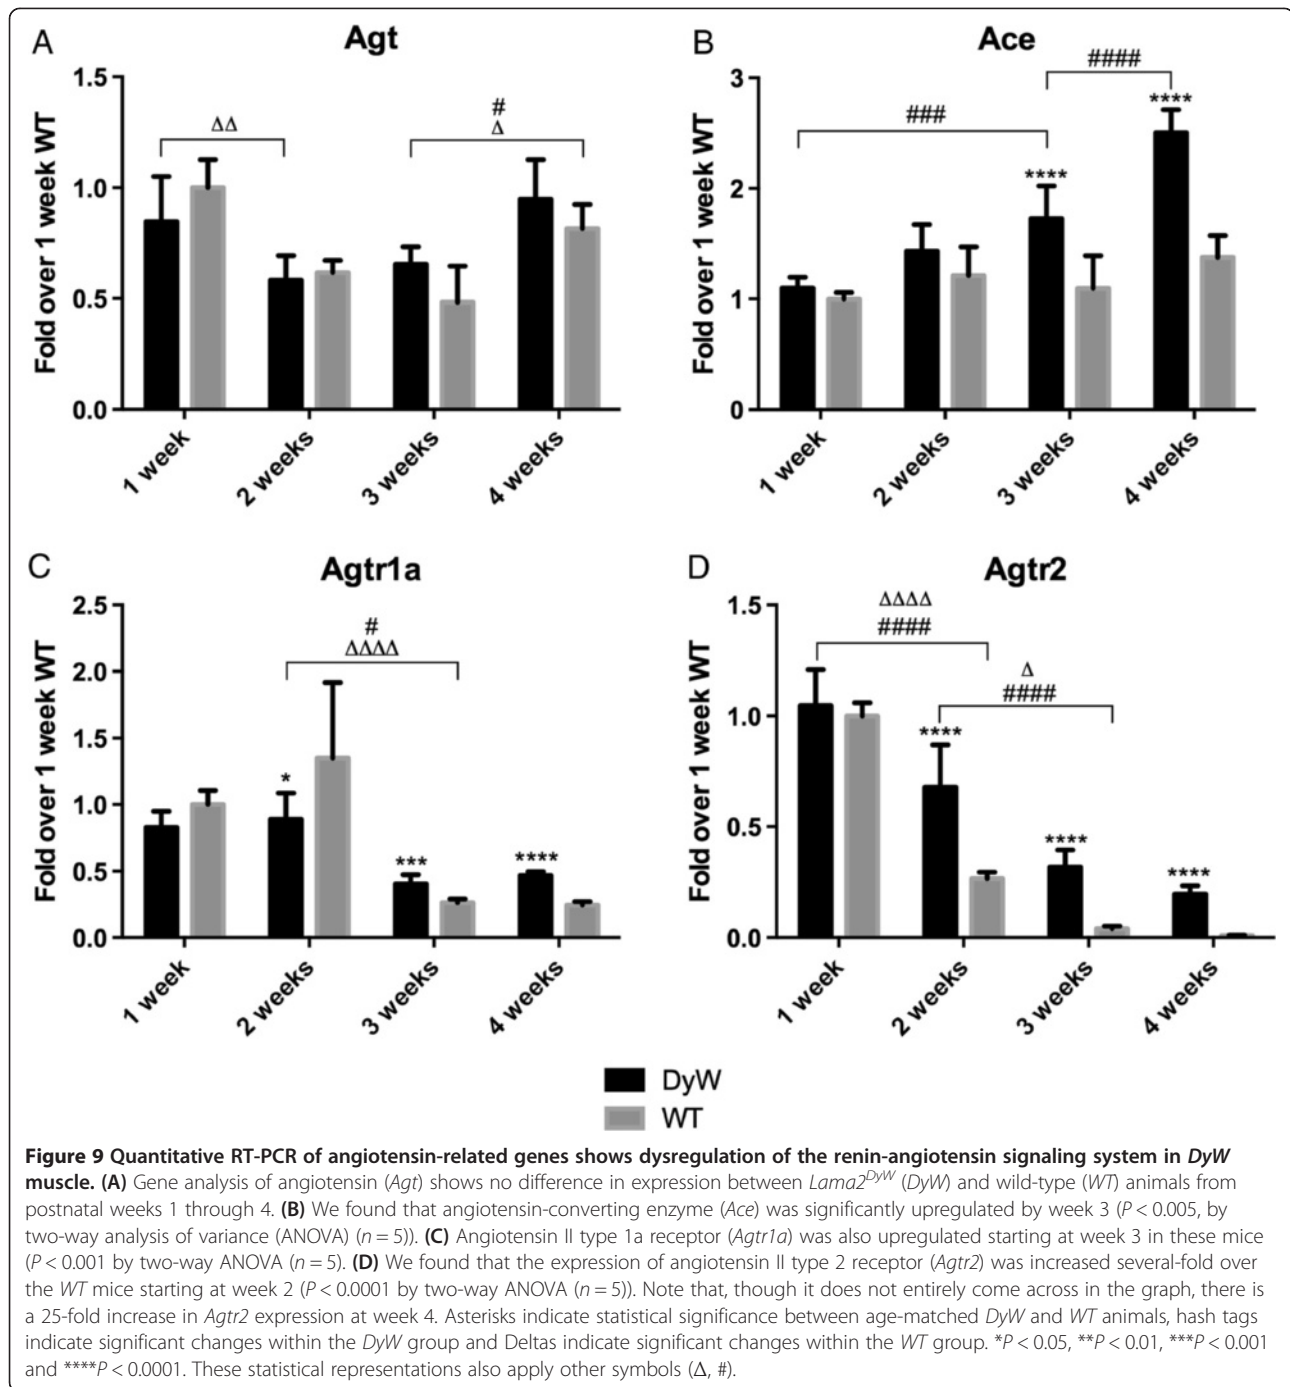 A
Agt
Fold over 1 week WT
1.5
1.0
0.5
0.0
ΔΔ
#
Δ
1 week
2 weeks
3 weeks
4 weeks
B
Ace
Fold over 1 week WT
3
2
1
0
###
####
****
****
1 week
2 weeks
3 weeks
4 weeks
C
Agtr1a
Fold over 1 week WT
2.5
2.0
1.5
1.0
0.5
0.0
#
ΔΔΔΔ
*
***
****
1 week
2 weeks
3 weeks
4 weeks
D
Agtr2
Fold over 1 week WT
1.5
1.0
0.5
0.0
ΔΔΔΔ
####
Δ
####
****
****
****
1 week
2 weeks
3 weeks
4 weeks
DyW
WT
Figure 9 Quantitative RT-PCR of angiotensin-related genes shows dysregulation of the renin-angiotensin signaling system in DyW
muscle. (A) Gene analysis of angiotensin (Agt) shows no difference in expression between Lama2DyW (DyW) and wild-type (WT) animals from
postnatal weeks 1 through 4. (B) We found that angiotensin-converting enzyme (Ace) was significantly upregulated by week 3 (P < 0.005, by
two-way analysis of variance (ANOVA) (n = 5)). (C) Angiotensin II type 1a receptor (Agtr1a) was also upregulated starting at week 3 in these mice
(P < 0.001 by two-way ANOVA (n = 5). (D) We found that the expression of angiotensin II type 2 receptor (Agtr2) was increased several-fold over
the WT mice starting at week 2 (P < 0.0001 by two-way ANOVA (n = 5)). Note that, though it does not entirely come across in the graph, there is
a 25-fold increase in Agtr2 expression at week 4. Asterisks indicate statistical significance between age-matched DyW and WT animals, hash tags
indicate significant changes within the DyW group and Deltas indicate significant changes within the WT group. *P < 0.05, **P < 0.01, ***P < 0.001
and ****P < 0.0001. These statistical representations also apply other symbols (Δ, #).